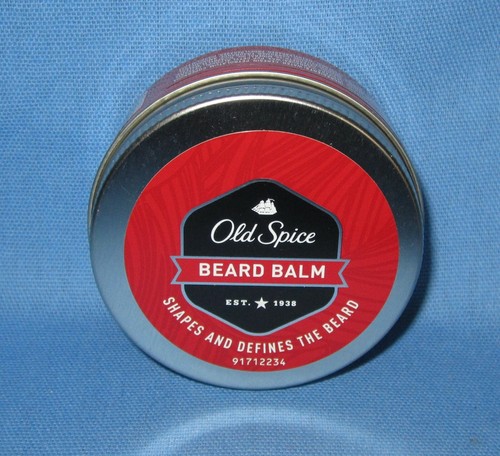 Old Spice
BEARD BALM
EST. ★ 1938
SHAPES AND DEFINES THE BEARD
91712234